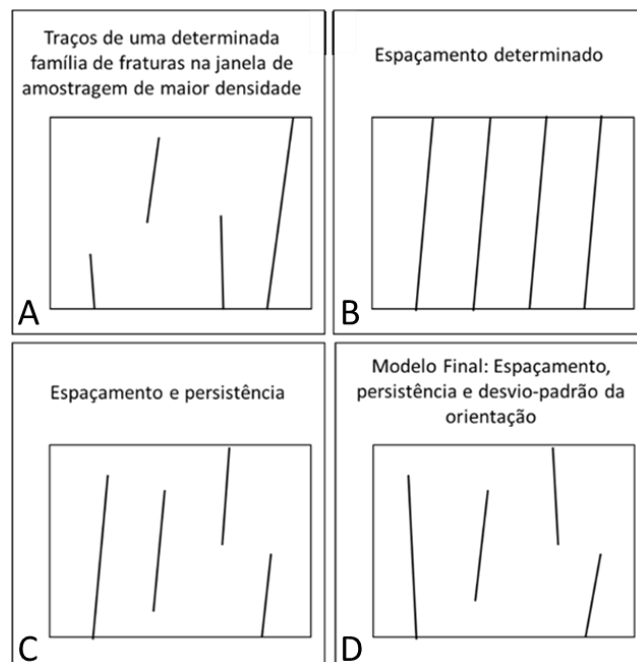 Traços de uma determinada
família de fraturas na janela de
amostragem de maior densidade
A
Espaçamento determinado
B
Espaçamento e persistência
C
Modelo Final: Espaçamento,
persistência e desvio-padrão da
orientação
D